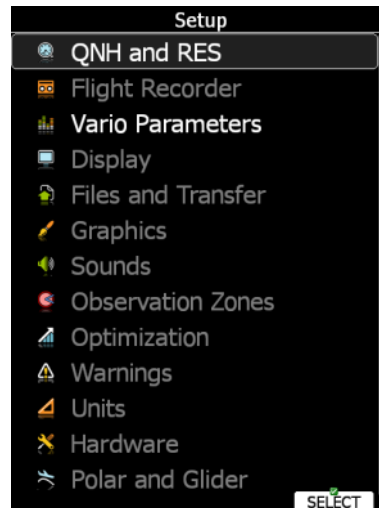 Setup
QNH and RES
Flight Recorder
Vario Parameters
Display
Files and Transfer
Graphics
Sounds
Observation Zones
Optimization
Warnings
Units
Hardware
Polar and Glider
SELECT